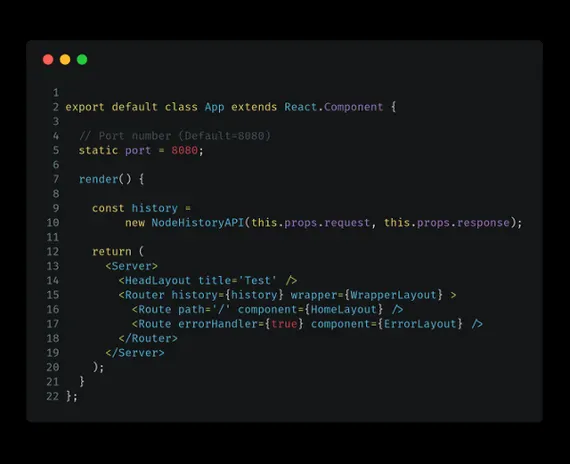 1
2 export default class App extends React.Component {
3
4   // Port number (Default=8080)
5   static port = 8080;
6
7   render() {
8
9     const history =
10          new NodeHistoryAPI(this.props.request, this.props.response);
11
12     return (
13       <Server>
14         <HeadLayout title='Test' />
15         <Router history={history} wrapper={WrapperLayout} >
16           <Route path='/' component={HomeLayout} />
17           <Route errorHandler={true} component={ErrorLayout} />
18         </Router>
19       </Server>
20     );
21   }
22 };